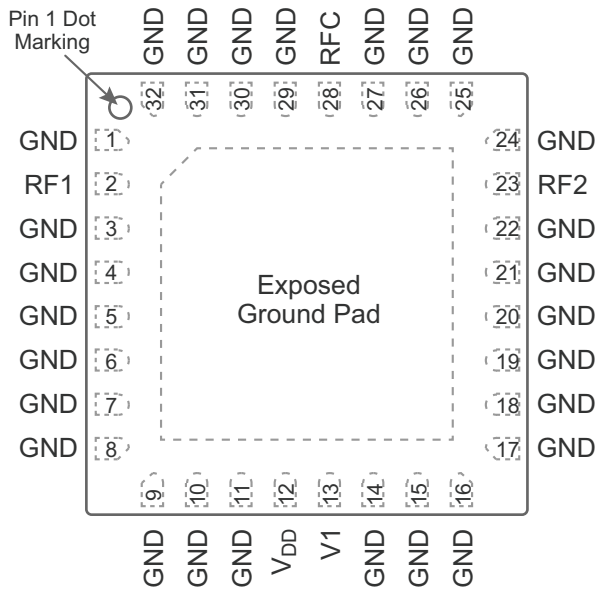 Pin 1 Dot
Marking
GND GND GND GND RFC GND GND GND
32 31 30 29 28 27 26 25
GND 1 24 GND
RF1 2 23 RF2
GND 3 22 GND
GND 4 21 GND
GND 5 20 GND
GND 6 19 GND
GND 7 18 GND
GND 8 17 GND
Exposed
Ground Pad
9 10 11 12 13 14 15 16
GND GND GND VDD V1 GND GND GND